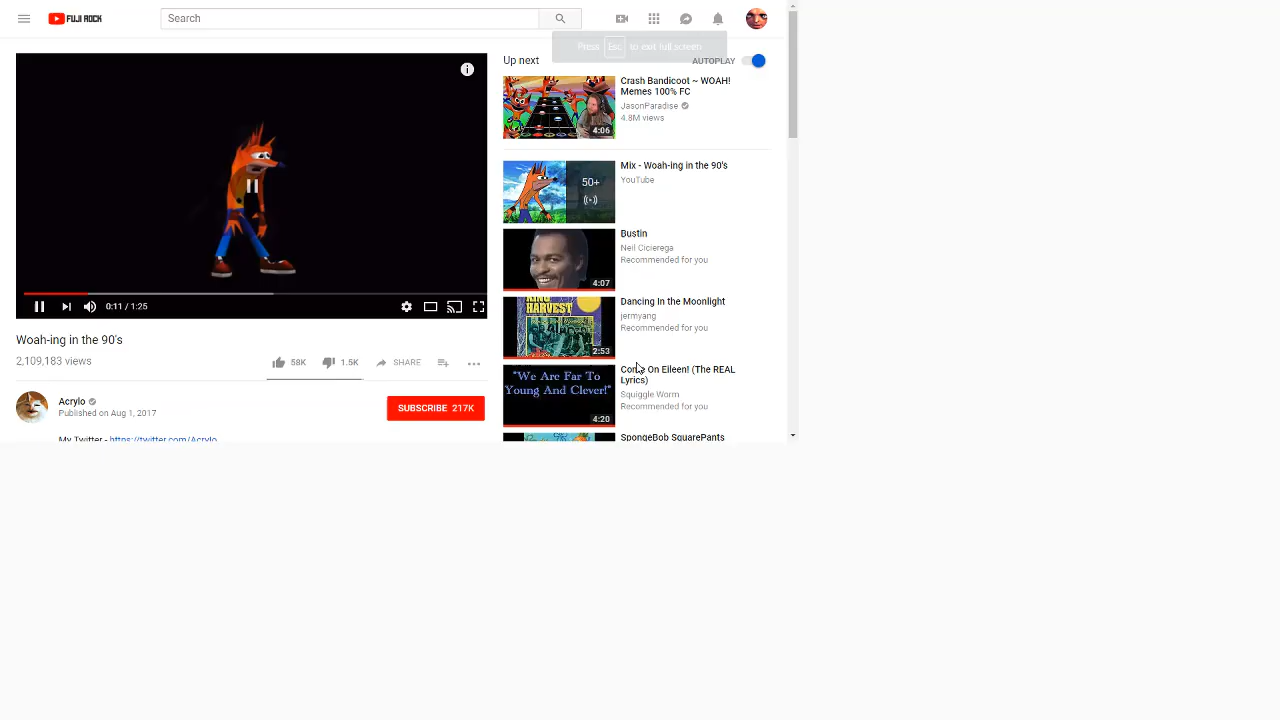 FUJI ROCK
Search
Press Esc to exit full screen
Up next
AUTOPLAY
Crash Bandicoot ~ WOAH!
Memes 100% FC
JasonParadise
4.8M views
4:06
Mix - Woah-ing in the 90's
YouTube
50+
Bustin
Neil Cicierega
Recommended for you
4:07
Dancing In the Moonlight
jermyang
Recommended for you
KING
HARVEST
2:53
Come On Eileen! (The REAL
Lyrics)
Squiggle Worm
Recommended for you
"We Are Far To
Young And Clever!"
4:20
SpongeBob SquarePants
0:11 / 1:25
Woah-ing in the 90's
2,109,183 views
58K
1.5K
SHARE
Acrylo
Published on Aug 1, 2017
SUBSCRIBE 217K
My Twitter - https://twitter.com/Acrylo